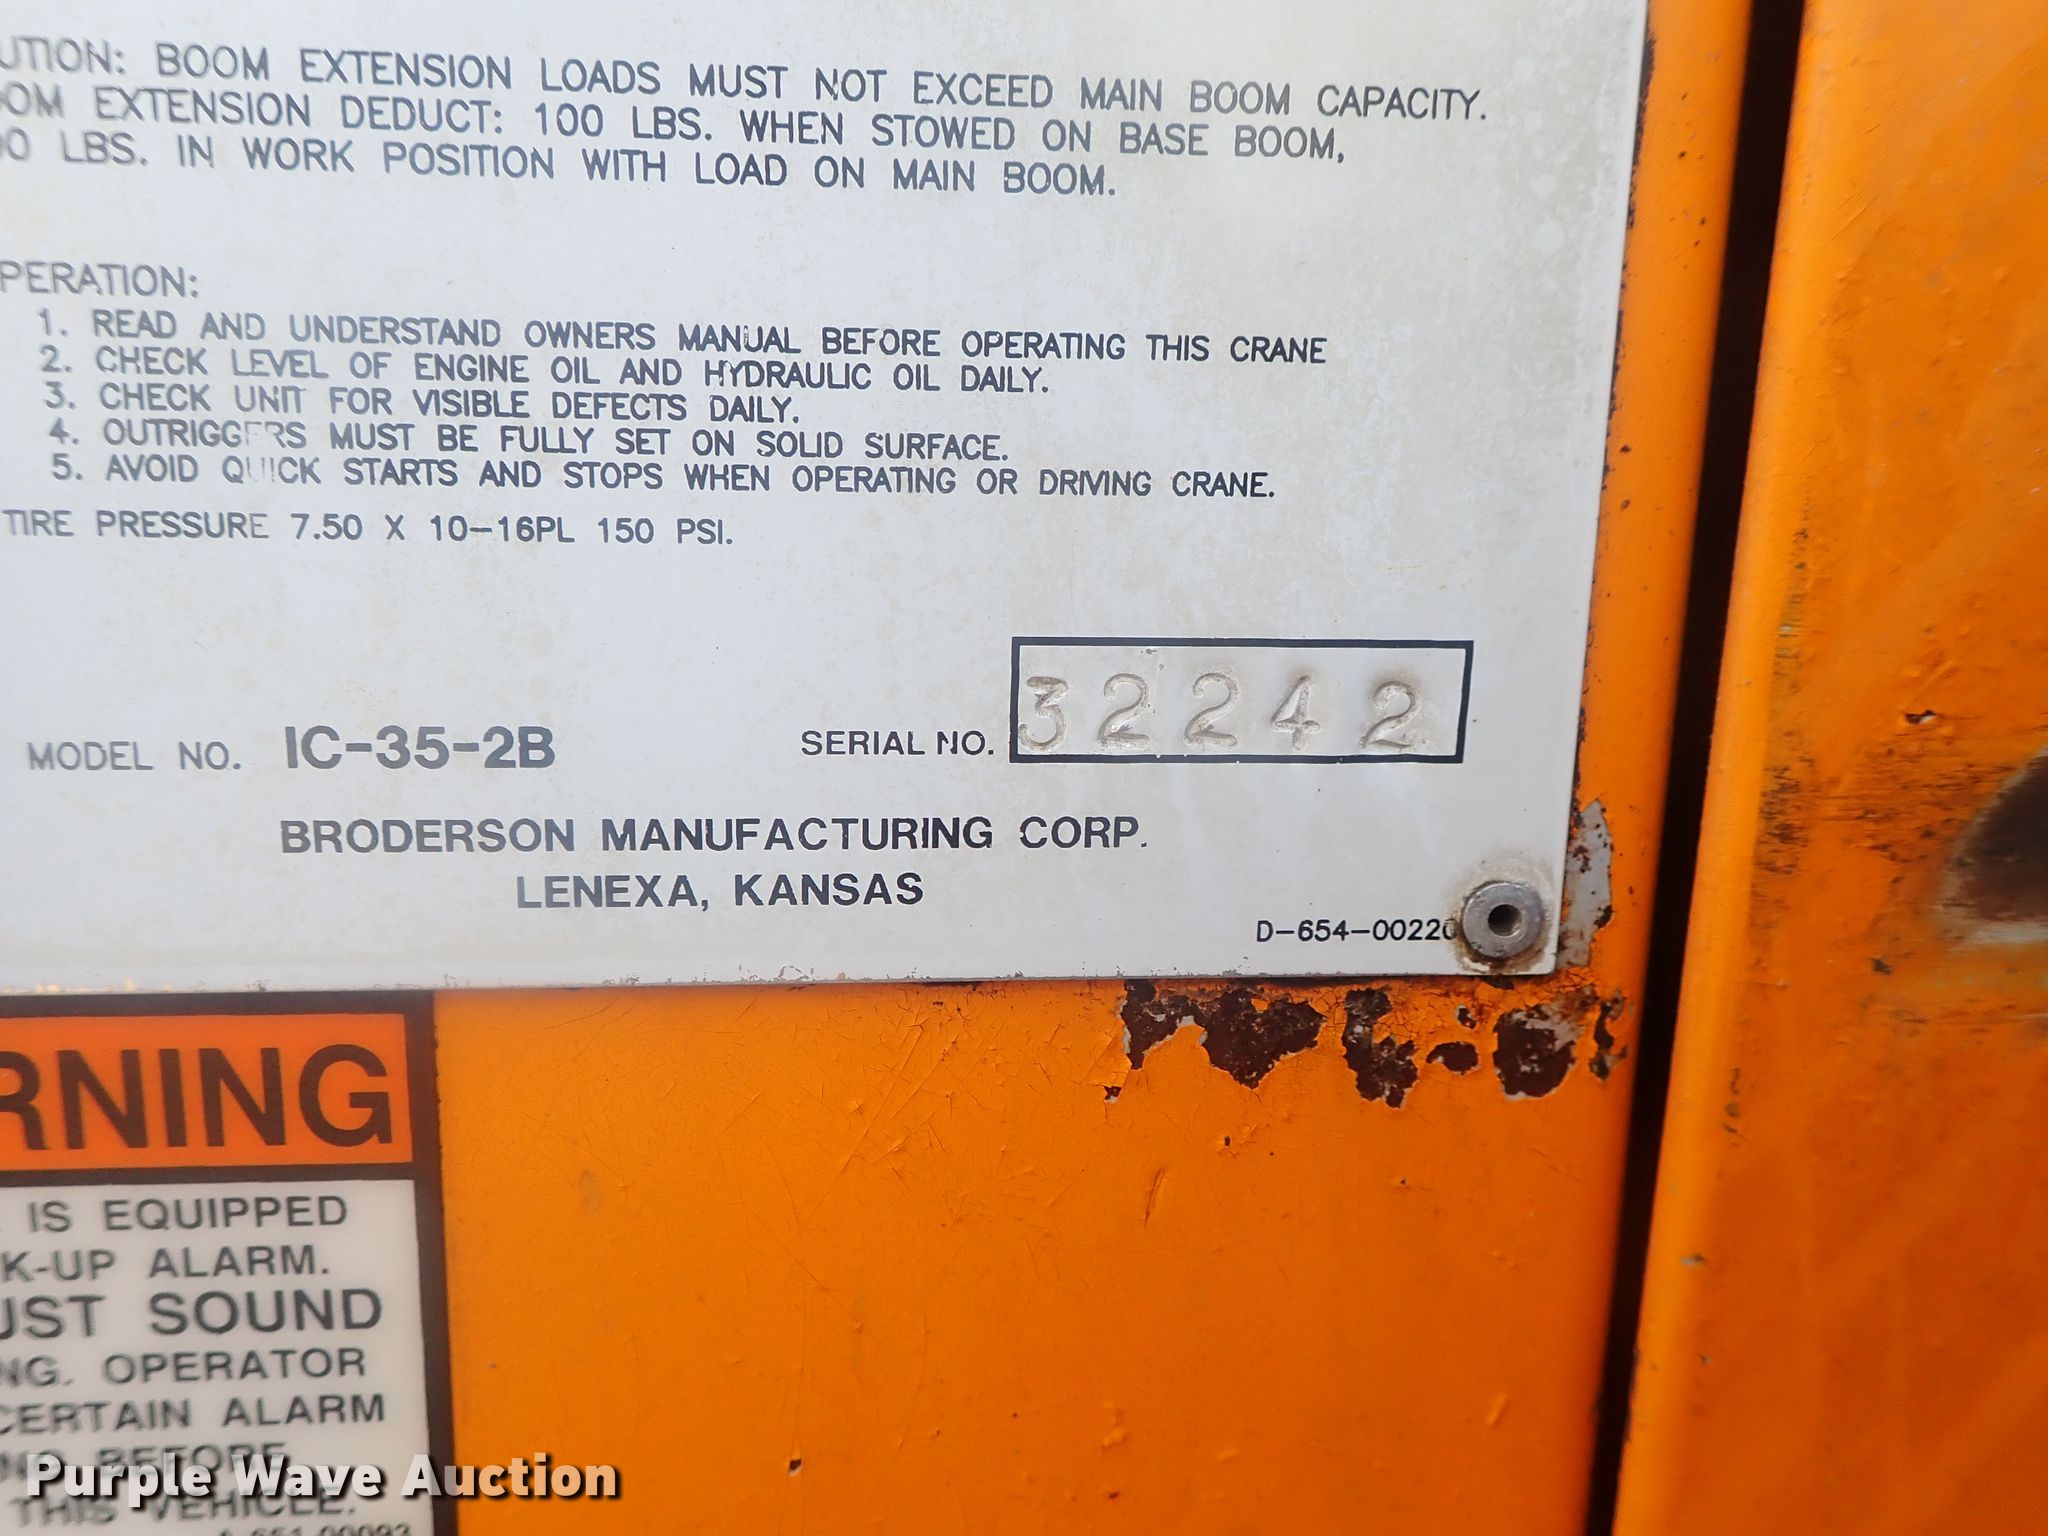 UTION: BOOM EXTENSION LOADS MUST NOT EXCEED MAIN BOOM CAPACITY.
OM EXTENSION DEDUCT: 100 LBS. WHEN STOWED ON BASE BOOM,
0 LBS. IN WORK POSITION WITH LOAD ON MAIN BOOM.
PERATION:
1. READ AND UNDERSTAND OWNERS MANUAL BEFORE OPERATING THIS CRANE
2. CHECK LEVEL OF ENGINE OIL AND HYDRAULIC OIL DAILY.
3. CHECK UNIT FOR VISIBLE DEFECTS DAILY.
4. OUTRIGGERS MUST BE FULLY SET ON SOLID SURFACE.
5. AVOID QUICK STARTS AND STOPS WHEN OPERATING OR DRIVING CRANE.
TIRE PRESSURE 7.50 X 10-16PL 150 PSI.
MODEL NO. IC-35-2B SERIAL NO. 32242
BRODERSON MANUFACTURING CORP.
LENEXA, KANSAS
D-654-00220
RNING
IS EQUIPPED
K-UP ALARM.
UST SOUND
NG. OPERATOR
CERTAIN ALARM
BEFORE
THIS VEHICLE.
Purple Wave Auction